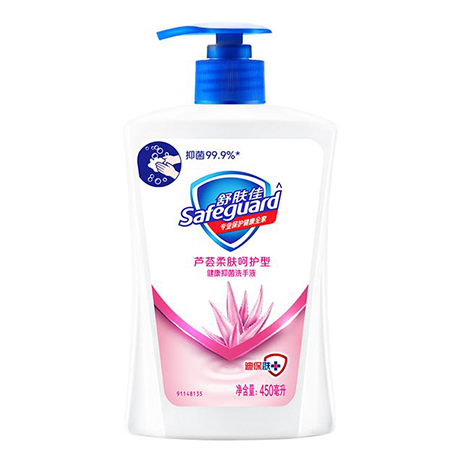 抑菌99.9%*
舒肤佳
Safeguard
专业保护健康全家
芦荟柔肤呵护型
健康抑菌洗手液
迪保肤
91148135
净含量: 450毫升